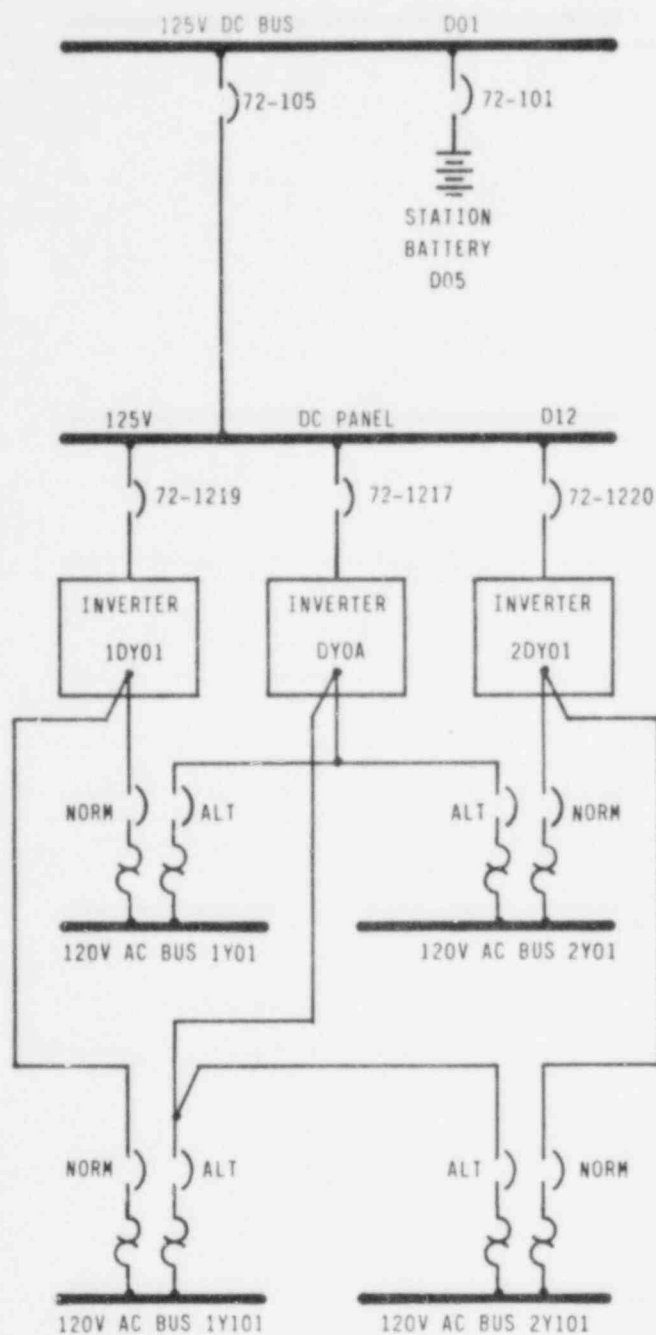 125V DC BUS D01
72-105
72-101
STATION
BATTERY
D05
125V DC PANEL D12
72-1219
72-1217
72-1220
INVERTER
1DY01
INVERTER
DY0A
INVERTER
2DY01
NORM
ALT
ALT
NORM
120V AC BUS 1Y01
120V AC BUS 2Y01
NORM
ALT
ALT
NORM
120V AC BUS 1Y101
120V AC BUS 2Y101